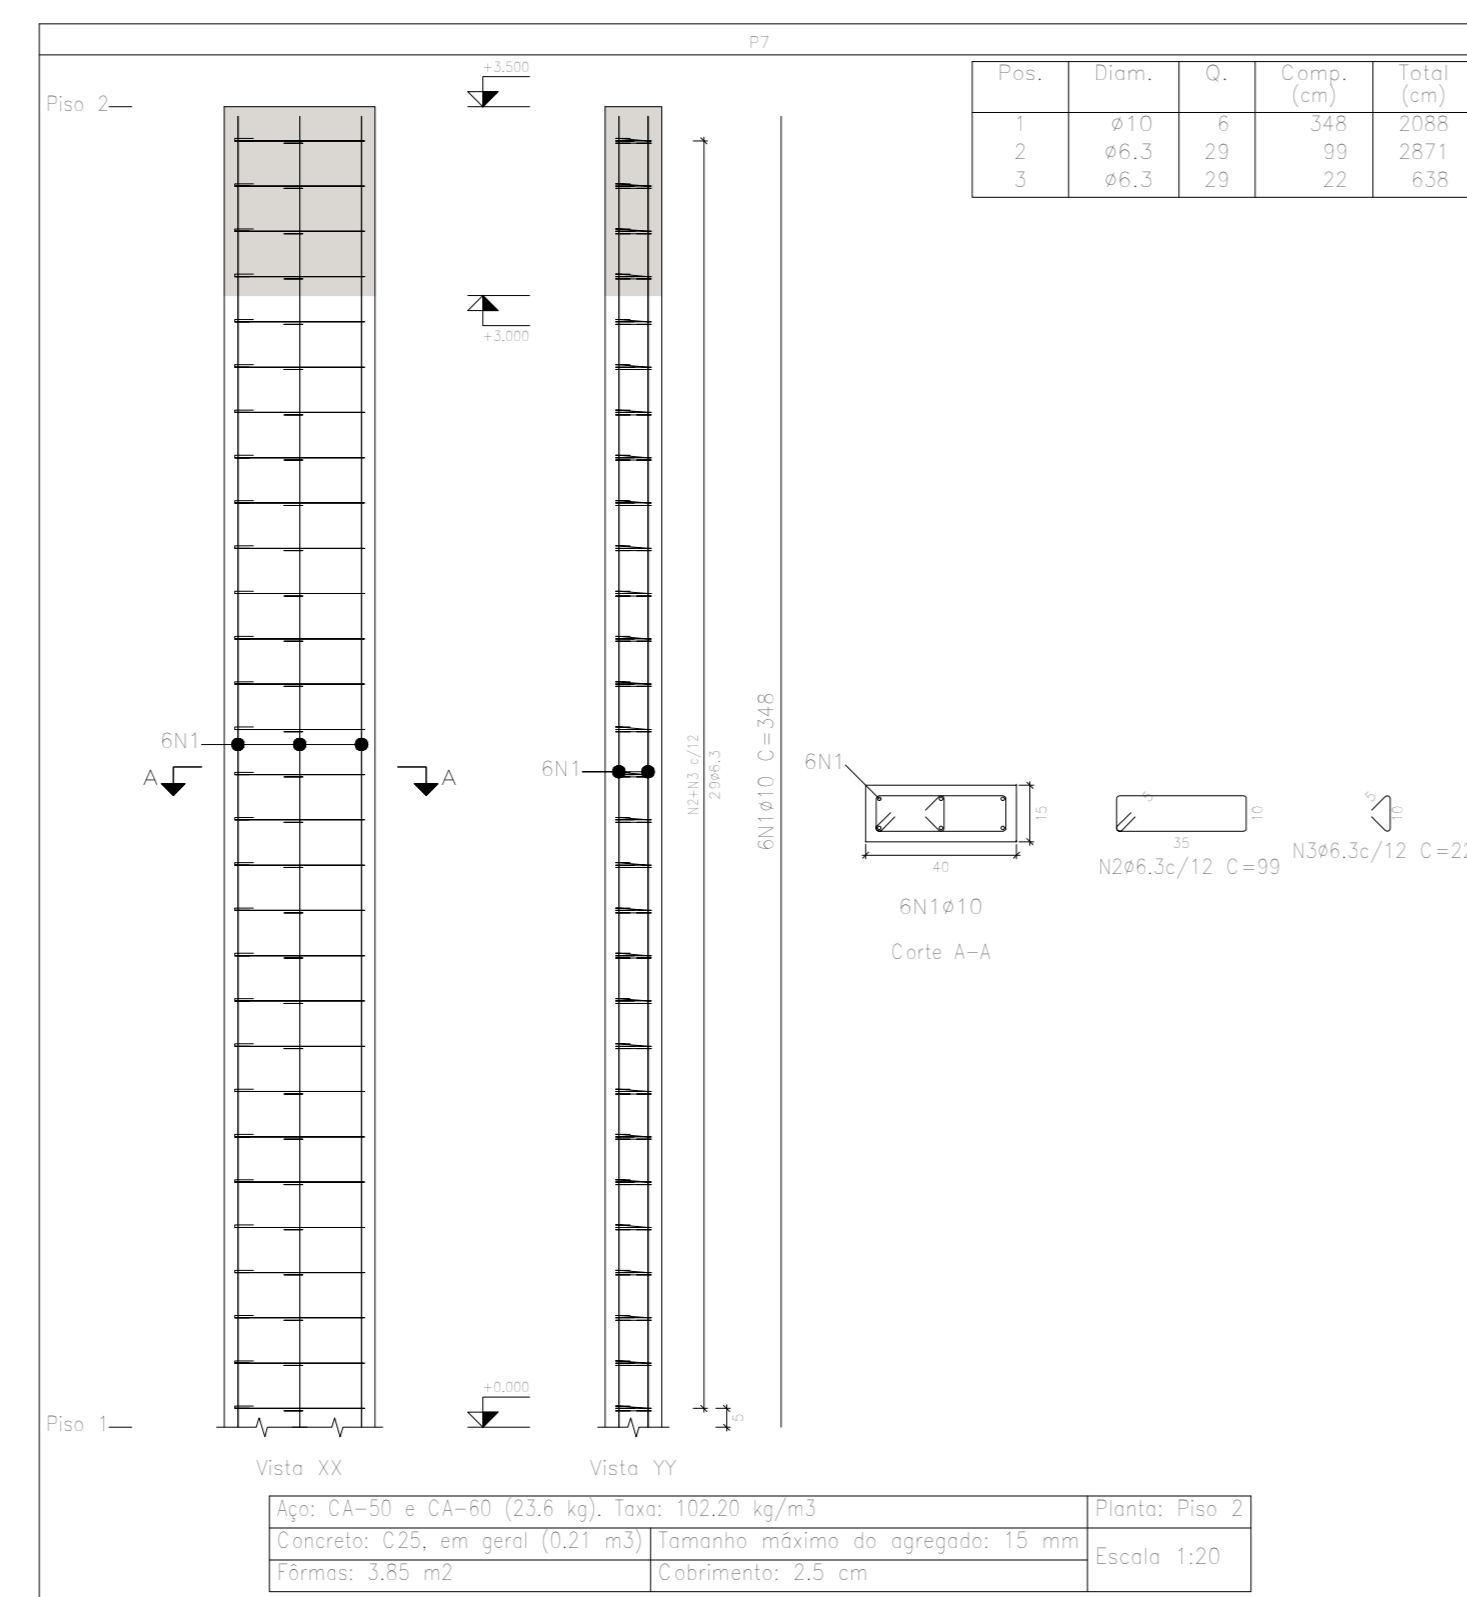 P7
Pos. Diam. Q. Comp. (cm) Total (cm)
1 ø10 6 348 2088
2 ø6.3 29 99 2871
3 ø6.3 29 22 638
+3.500
Piso 2
+3.000
6N1
A A
6N1
N2+N3 c/12
29ø6.3
6N1ø10 C=348
6N1
15
40
6N1ø10
Corte A-A
5
10
35
N2ø6.3c/12 C=99
5
10
N3ø6.3c/12 C=22
+0.000
5
Piso 1
Vista XX
Vista YY
Aço: CA-50 e CA-60 (23.6 kg). Taxa: 102.20 kg/m3
Planta: Piso 2
Concreto: C25, em geral (0.21 m3)
Tamanho máximo do agregado: 15 mm
Escala 1:20
Fôrmas: 3.85 m2
Cobrimento: 2.5 cm